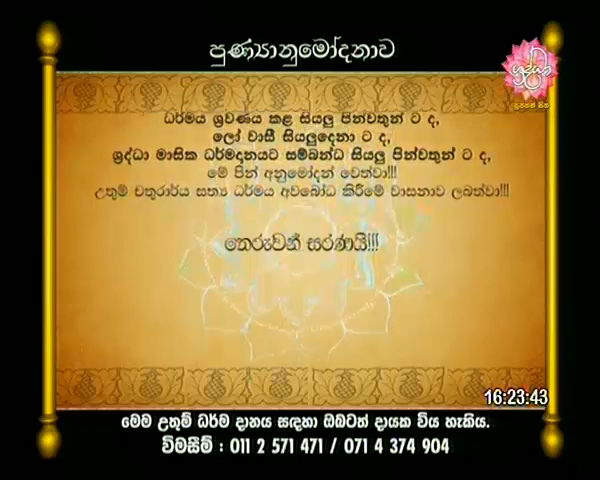 පුණ්‍යානුමෝදනාව
ශ්‍රද්ධා
ධර්මය ශ්‍රවණය කළ සියලු පින්වතුන් ට ද,
ලෝ වාසී සියලුදෙනා ට ද,
ශ්‍රද්ධා මාසික ධර්මදානයට සම්බන්ධ සියලු පින්වතුන් ට ද,
මේ පින් අනුමෝදන් වෙත්වා!!!
උතුම් චතුරාර්ය සත්‍ය ධර්මය අවබෝධ කිරීමේ වාසනාව ලබත්වා!!!
තෙරුවන් සරණයි!!!
16:23:43
මෙම උතුම් ධර්ම දානය සඳහා ඔබටත් දායක විය හැකිය.
විමසීම් : 011 2 571 471 / 071 4 374 904